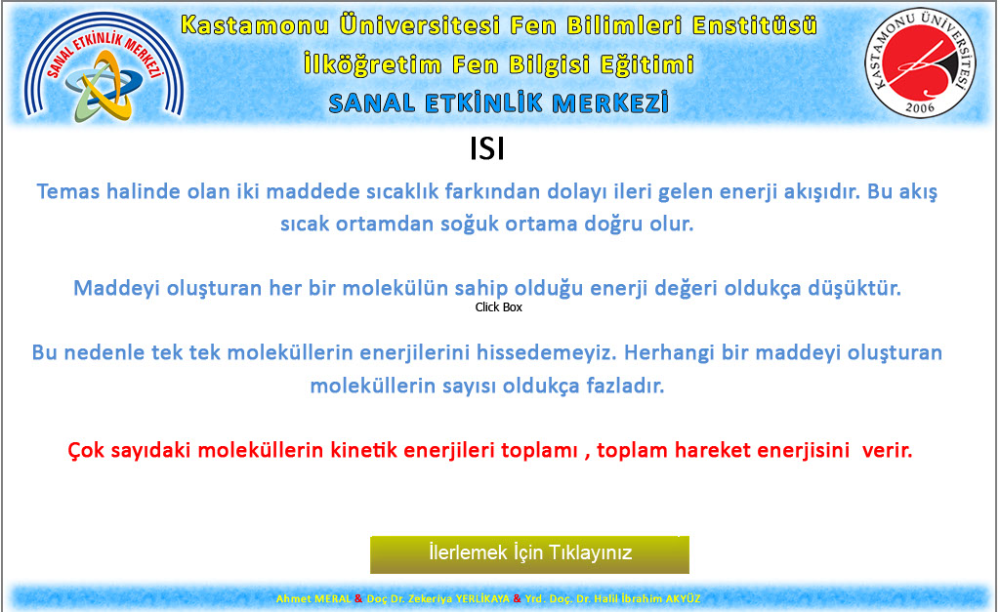 Kastamonu Üniversitesi Fen Bilimleri Enstitüsü
İlköğretim Fen Bilgisi Eğitimi
SANAL ETKİNLİK MERKEZİ
SANAL ETKİNLİK MERKEZİ
KASTAMONU ÜNİVERSİTESİ
2006
ISI
Temas halinde olan iki maddede sıcaklık farkından dolayı ileri gelen enerji akışıdır. Bu akış
sıcak ortamdan soğuk ortama doğru olur.
Maddeyi oluşturan her bir molekülün sahip olduğu enerji değeri oldukça düşüktür.
Click Box
Bu nedenle tek tek moleküllerin enerjilerini hissedemeyiz. Herhangi bir maddeyi oluşturan
moleküllerin sayısı oldukça fazladır.
Çok sayıdaki moleküllerin kinetik enerjileri toplamı , toplam hareket enerjisini  verir.
İlerlemek İçin Tıklayınız
Ahmet MERAL & Doç Dr. Zekeriya YERLİKAYA & Yrd. Doç. Dr. Halil İbrahim AKYÜZ